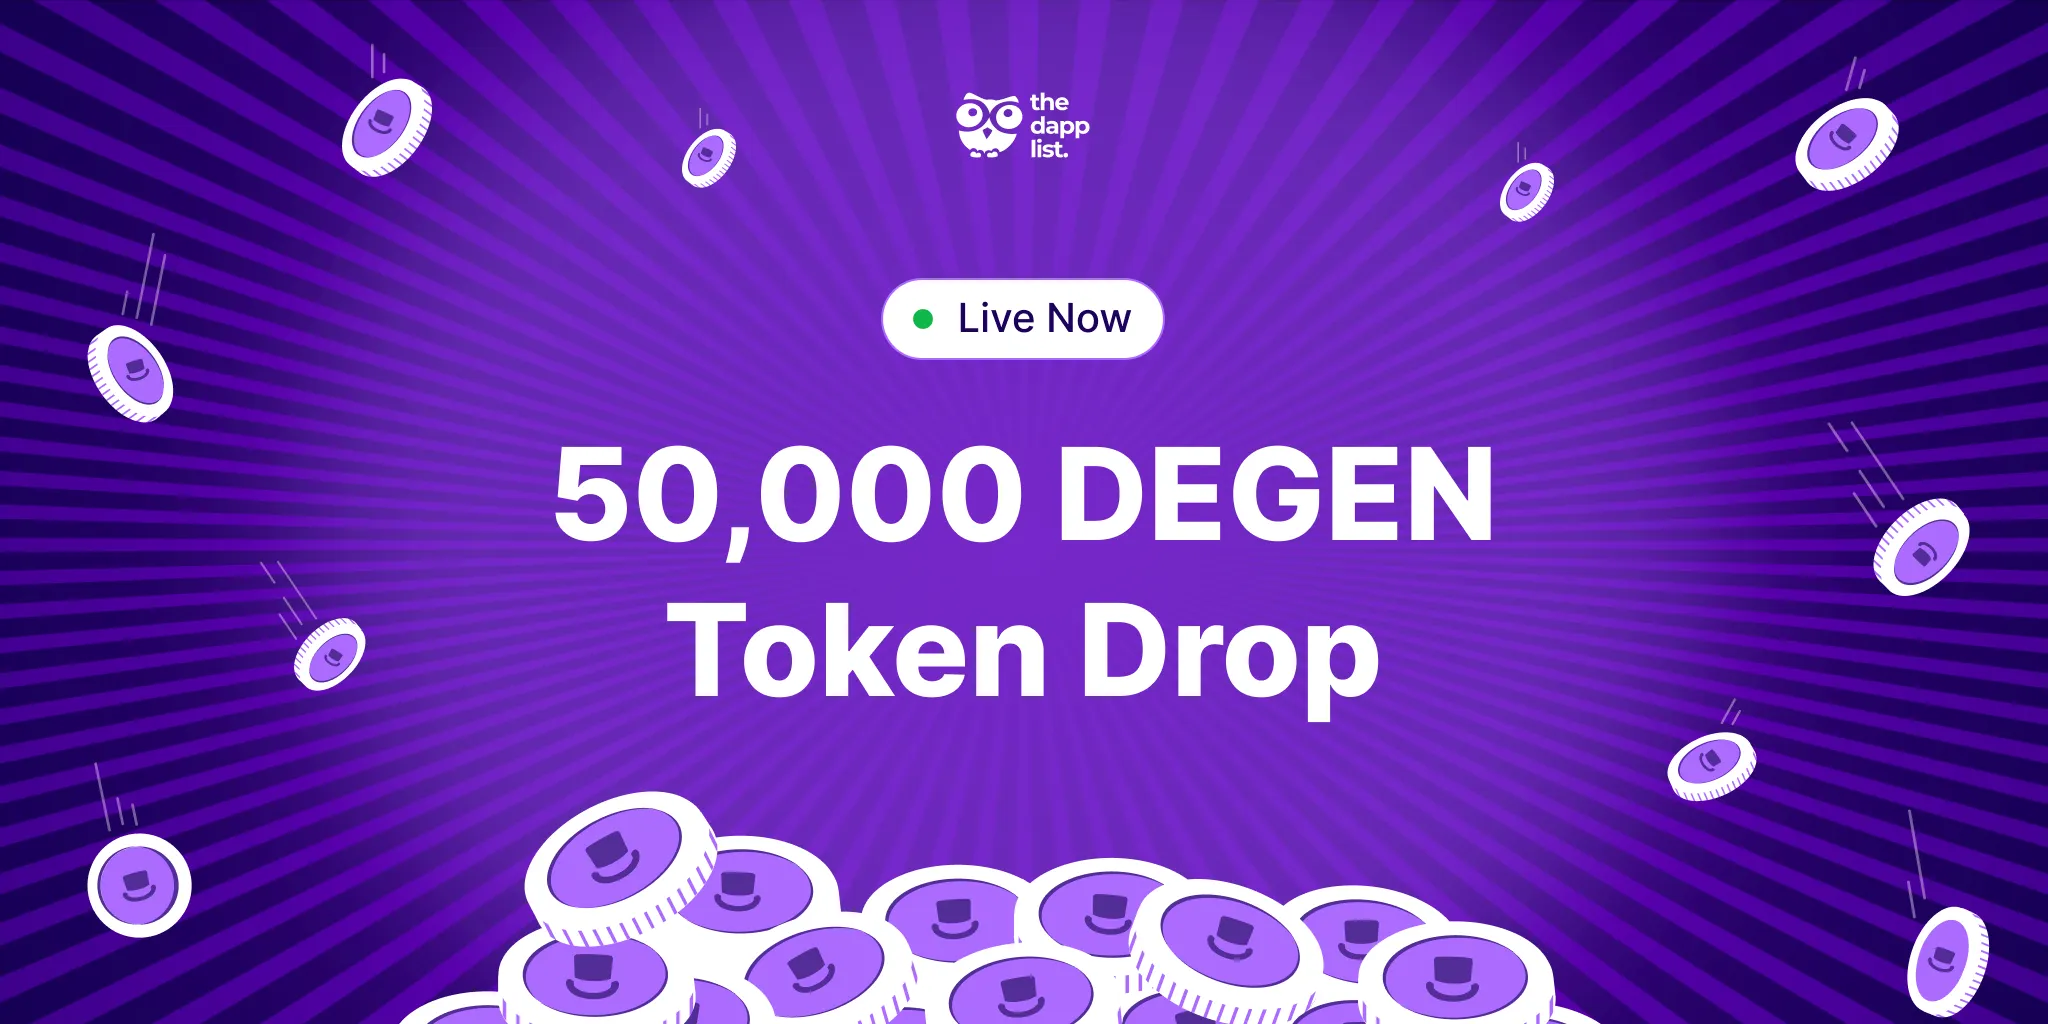 the
dapp
list.
Live Now
50,000 DEGEN
Token Drop